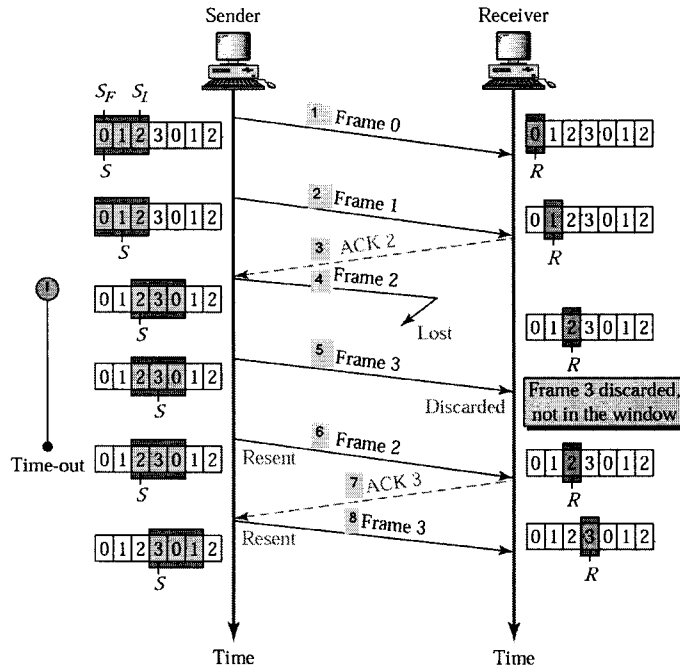 Sender
Receiver
S_F S_L
0 1 2 3 0 1 2
S
1 Frame 0
0 1 2 3 0 1 2
R
0 1 2 3 0 1 2
S
2 Frame 1
0 1 2 3 0 1 2
R
3 ACK 2
4 Frame 2
0 1 2 3 0 1 2
S
Lost
0 1 2 3 0 1 2
R
5 Frame 3
0 1 2 3 0 1 2
S
Discarded
Frame 3 discarded,
not in the window
6 Frame 2
Time-out
0 1 2 3 0 1 2
S
Resent
0 1 2 3 0 1 2
R
7 ACK 3
8 Frame 3
0 1 2 3 0 1 2
S
Resent
0 1 2 3 0 1 2
R
Time
Time